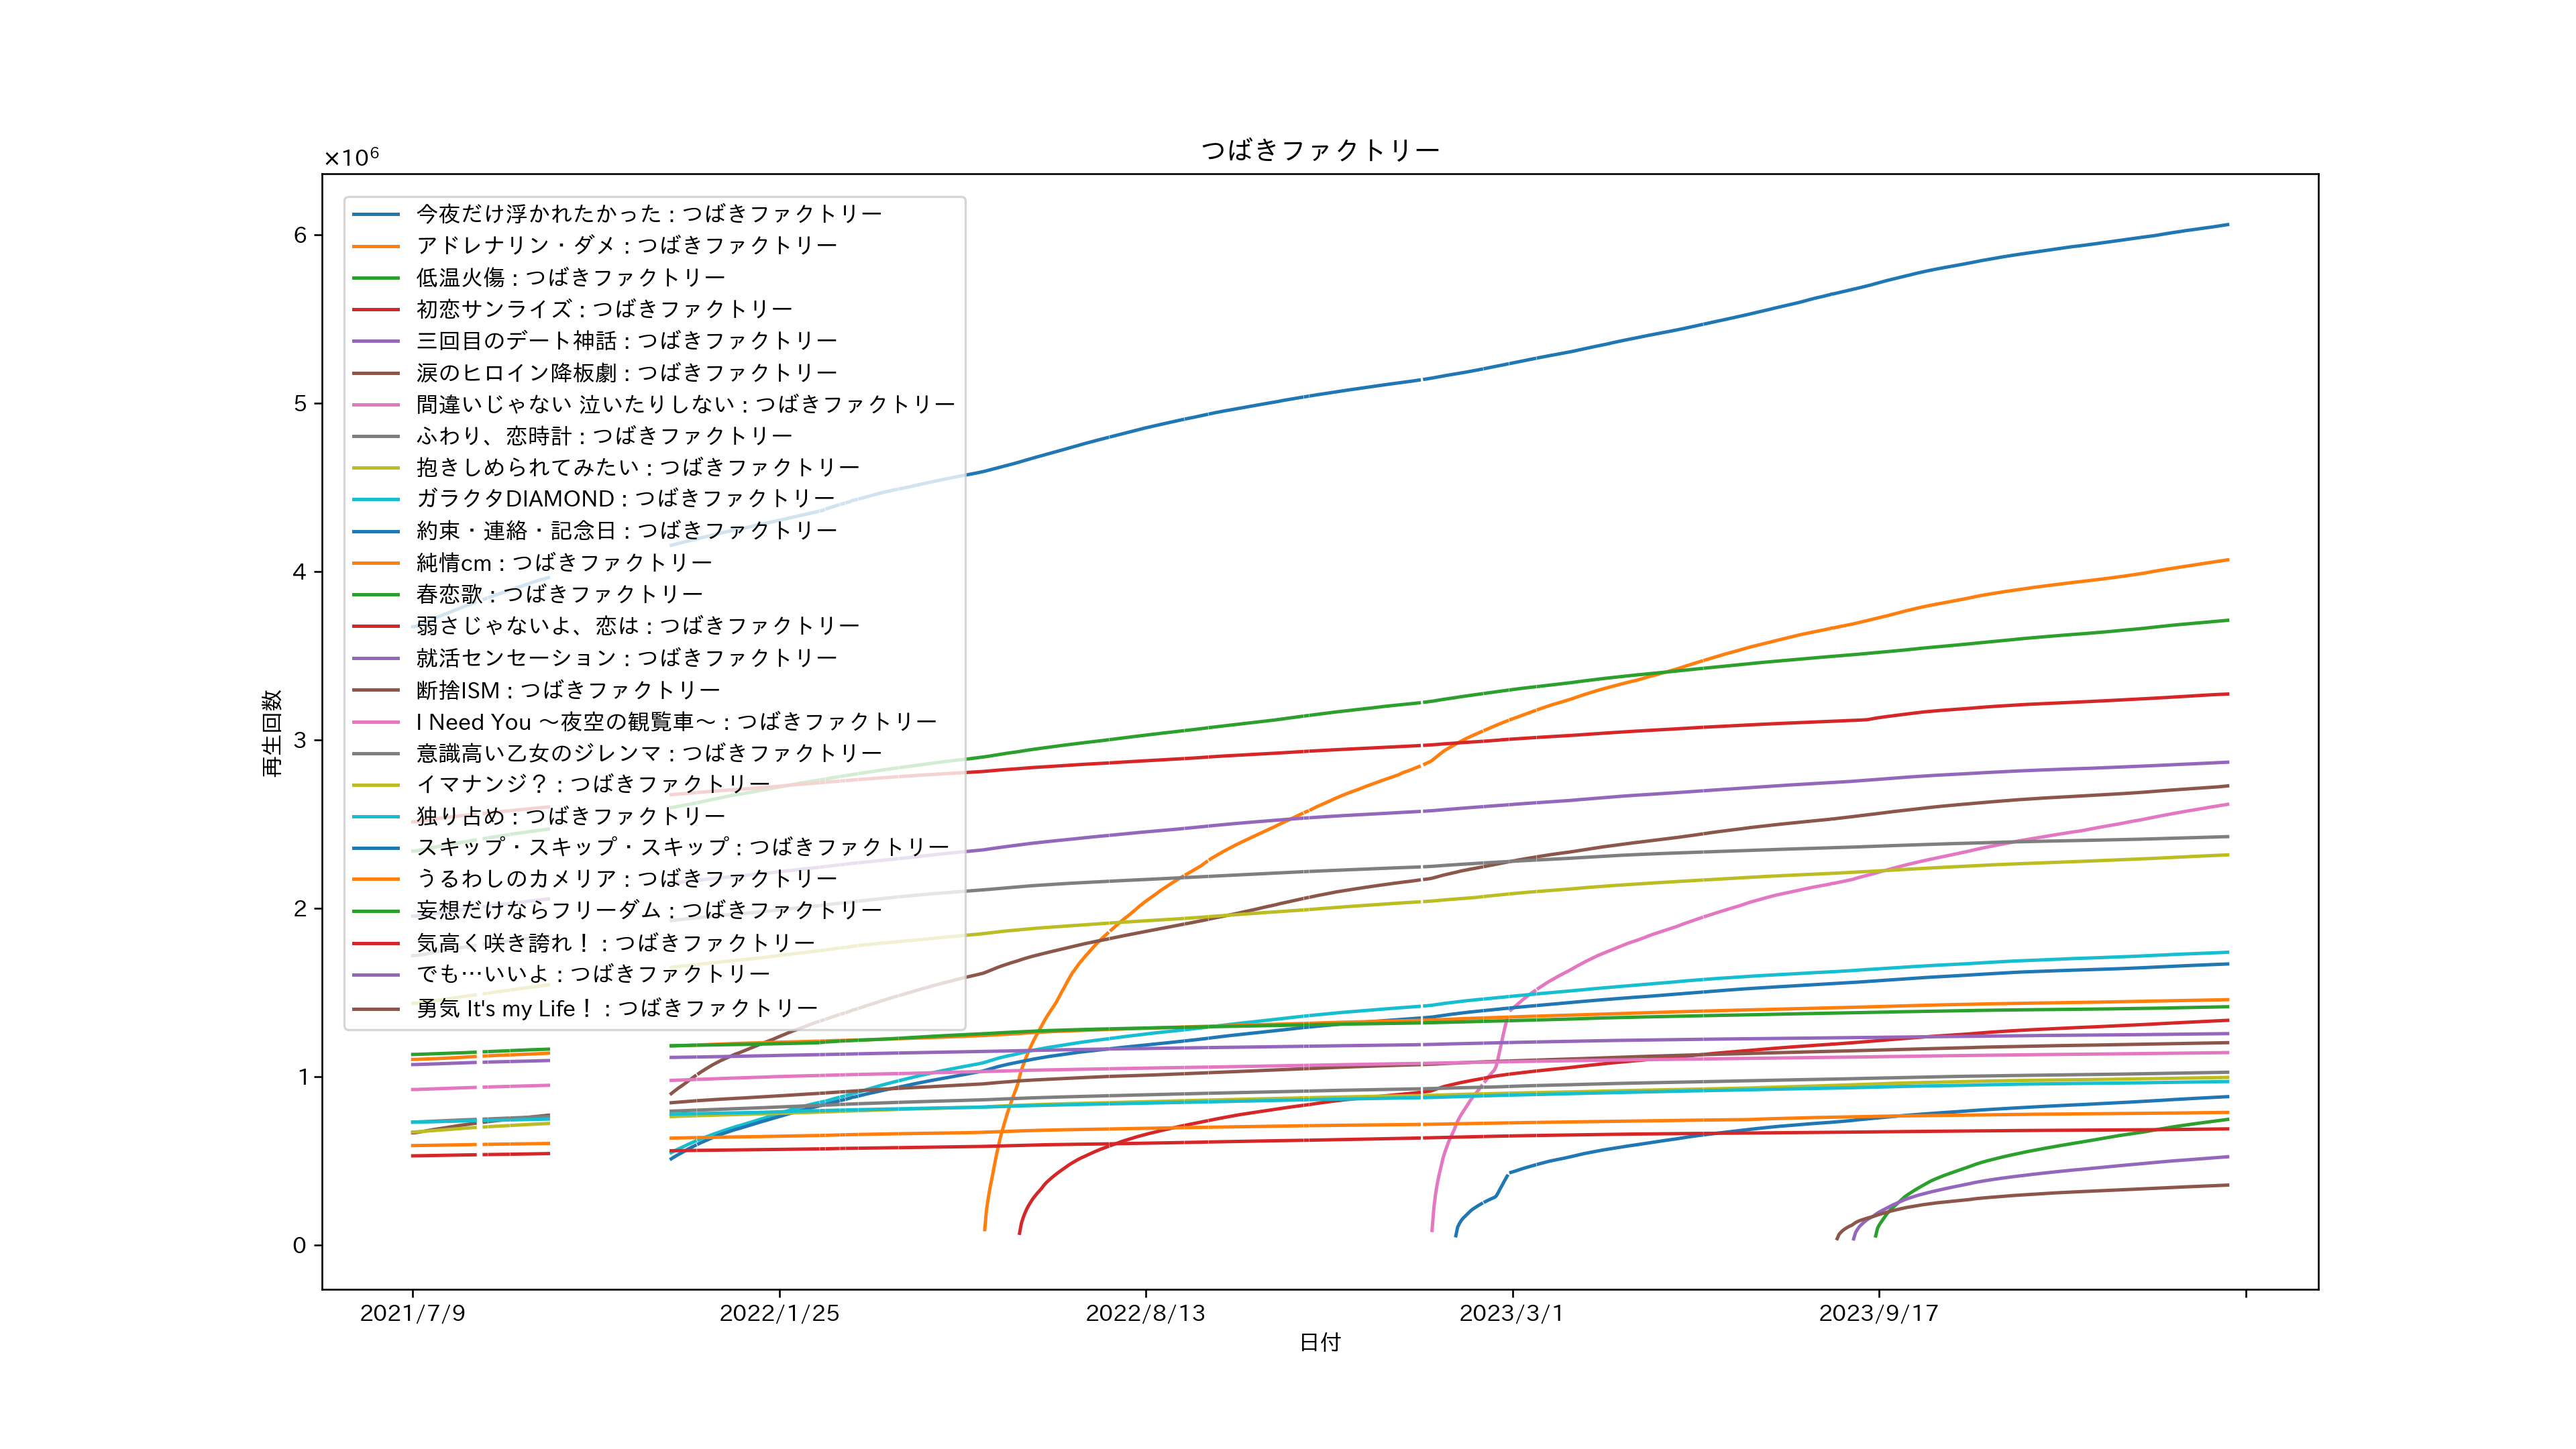 つばきファクトリー
×10⁶
今夜だけ浮かれたかった : つばきファクトリー
アドレナリン・ダメ : つばきファクトリー
低温火傷 : つばきファクトリー
初恋サンライズ : つばきファクトリー
三回目のデート神話 : つばきファクトリー
涙のヒロイン降板劇 : つばきファクトリー
間違いじゃない 泣いたりしない : つばきファクトリー
ふわり、恋時計 : つばきファクトリー
抱きしめられてみたい : つばきファクトリー
ガラクタDIAMOND : つばきファクトリー
約束・連絡・記念日 : つばきファクトリー
純情cm : つばきファクトリー
春恋歌 : つばきファクトリー
弱さじゃないよ、恋は : つばきファクトリー
就活センセーション : つばきファクトリー
断捨ISM : つばきファクトリー
I Need You ～夜空の観覧車～ : つばきファクトリー
意識高い乙女のジレンマ : つばきファクトリー
イマナンジ？ : つばきファクトリー
独り占め : つばきファクトリー
スキップ・スキップ・スキップ : つばきファクトリー
うるわしのカメリア : つばきファクトリー
妄想だけならフリーダム : つばきファクトリー
気高く咲き誇れ！ : つばきファクトリー
でも…いいよ : つばきファクトリー
勇気 It's my Life！ : つばきファクトリー
6
5
4
3
2
1
0
再生回数
2021/7/9
2022/1/25
2022/8/13
2023/3/1
2023/9/17
日付